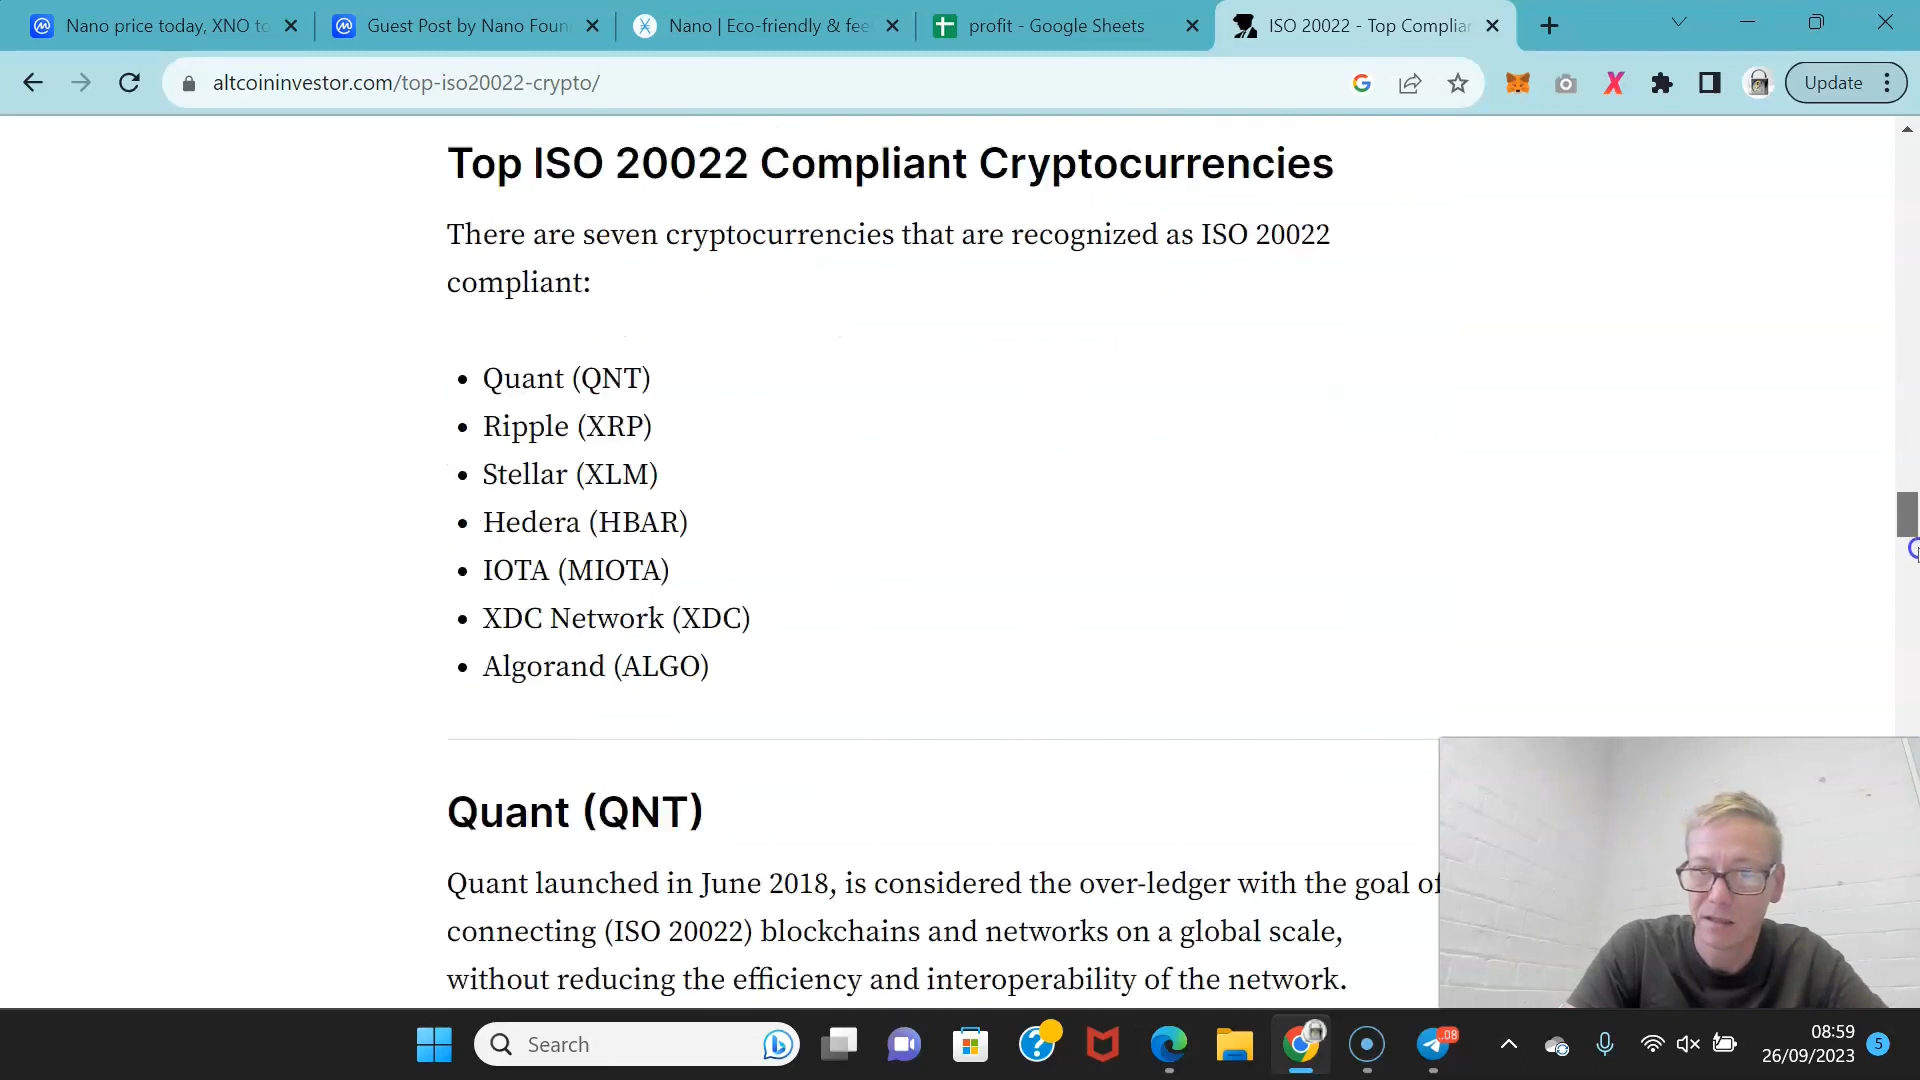 Nano price today, XNO to
Guest Post by Nano Foun
Nano | Eco-friendly & fee
profit - Google Sheets
ISO 20022 - Top Complian
altcoininvestor.com/top-iso20022-crypto/
Update
Top ISO 20022 Compliant Cryptocurrencies
There are seven cryptocurrencies that are recognized as ISO 20022
compliant:
• Quant (QNT)
• Ripple (XRP)
• Stellar (XLM)
• Hedera (HBAR)
• IOTA (MIOTA)
• XDC Network (XDC)
• Algorand (ALGO)
Quant (QNT)
Quant launched in June 2018, is considered the over-ledger with the goal of
connecting (ISO 20022) blockchains and networks on a global scale,
without reducing the efficiency and interoperability of the network.
Search
08:59
26/09/2023
5